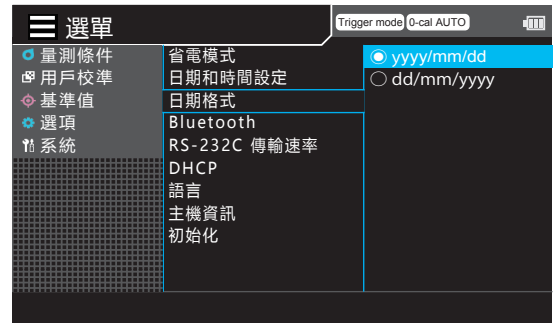 選單
Trigger mode 0-cal AUTO
量測條件
用戶校準
基準值
選項
系統
省電模式
日期和時間設定
日期格式
Bluetooth
RS-232C 傳輸速率
DHCP
語言
主機資訊
初始化
yyyy/mm/dd
dd/mm/yyyy